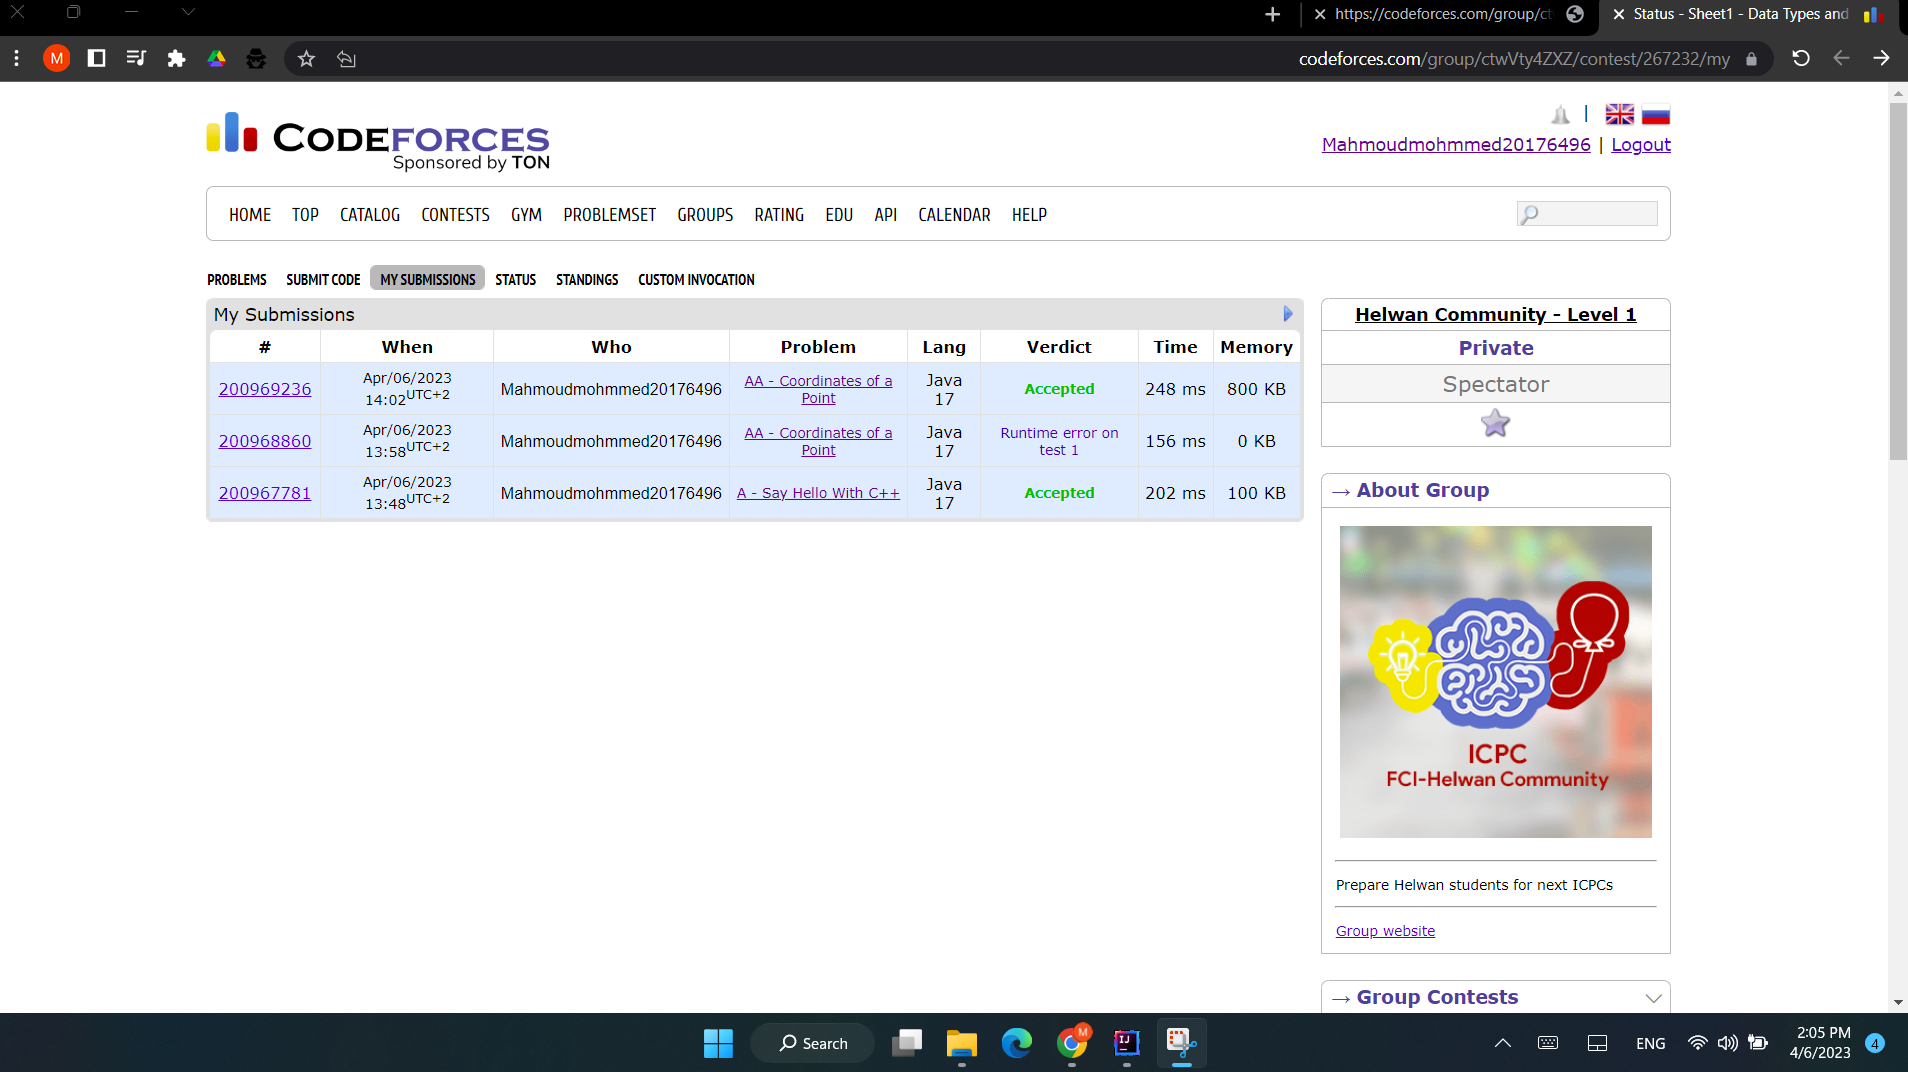 https://codeforces.com/group/ct
Status - Sheet1 - Data Types and
M
codeforces.com/group/ctwVty4ZXZ/contest/267232/my
CODEFORCES
Sponsored by TON
Mahmoudmohmmed20176496 | Logout
HOME TOP CATALOG CONTESTS GYM PROBLEMSET GROUPS RATING EDU API CALENDAR HELP
PROBLEMS SUBMIT CODE MY SUBMISSIONS STATUS STANDINGS CUSTOM INVOCATION
My Submissions
# When Who Problem Lang Verdict Time Memory
200969236 Apr/06/2023 14:02UTC+2 Mahmoudmohmmed20176496 AA - Coordinates of a Point Java 17 Accepted 248 ms 800 KB
200968860 Apr/06/2023 13:58UTC+2 Mahmoudmohmmed20176496 AA - Coordinates of a Point Java 17 Runtime error on test 1 156 ms 0 KB
200967781 Apr/06/2023 13:48UTC+2 Mahmoudmohmmed20176496 A - Say Hello With C++ Java 17 Accepted 202 ms 100 KB
Helwan Community - Level 1
Private
Spectator
→ About Group
ICPC
FCI-Helwan Community
Prepare Helwan students for next ICPCs
Group website
→ Group Contests
Search
M
IJ
ENG
2:05 PM
4/6/2023
4